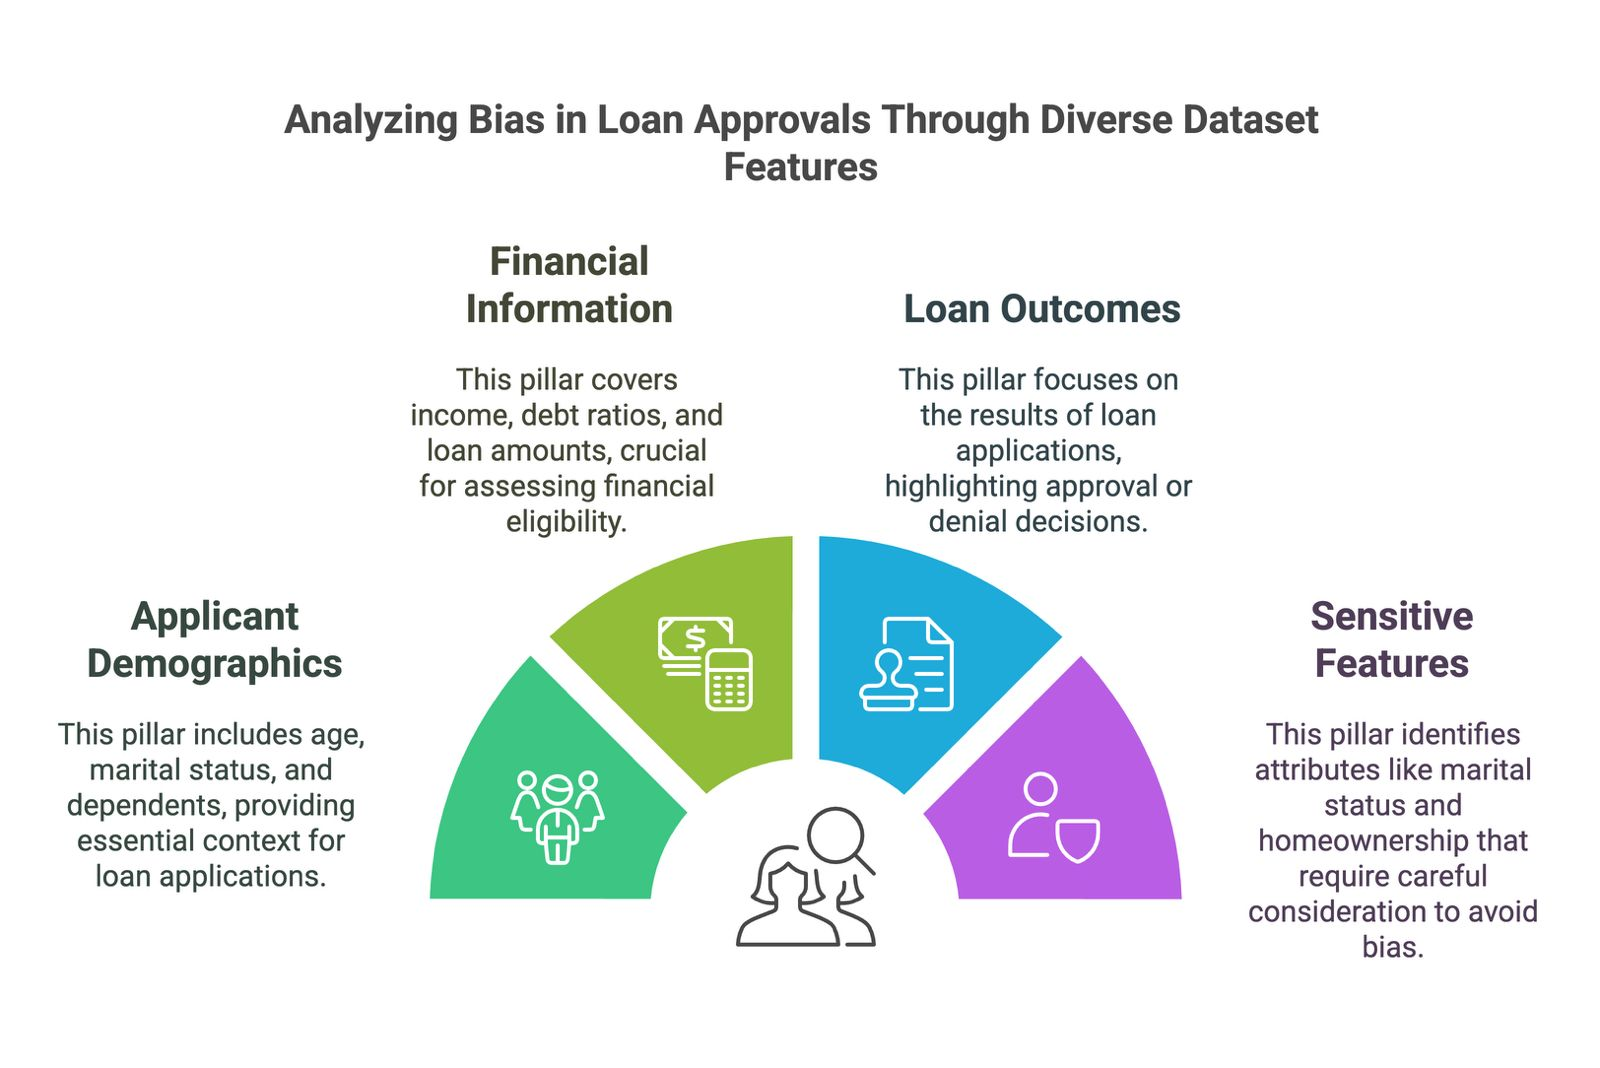 Analyzing Bias in Loan Approvals Through Diverse Dataset
Features
Financial
Information
This pillar covers
income, debt ratios, and
loan amounts, crucial
for assessing financial
eligibility.
Loan Outcomes
This pillar focuses on
the results of loan
applications,
highlighting approval or
denial decisions.
Applicant
Demographics
This pillar includes age,
marital status, and
dependents, providing
essential context for
loan applications.
Sensitive
Features
This pillar identifies
attributes like marital
status and
homeownership that
require careful
consideration to avoid
bias.
$